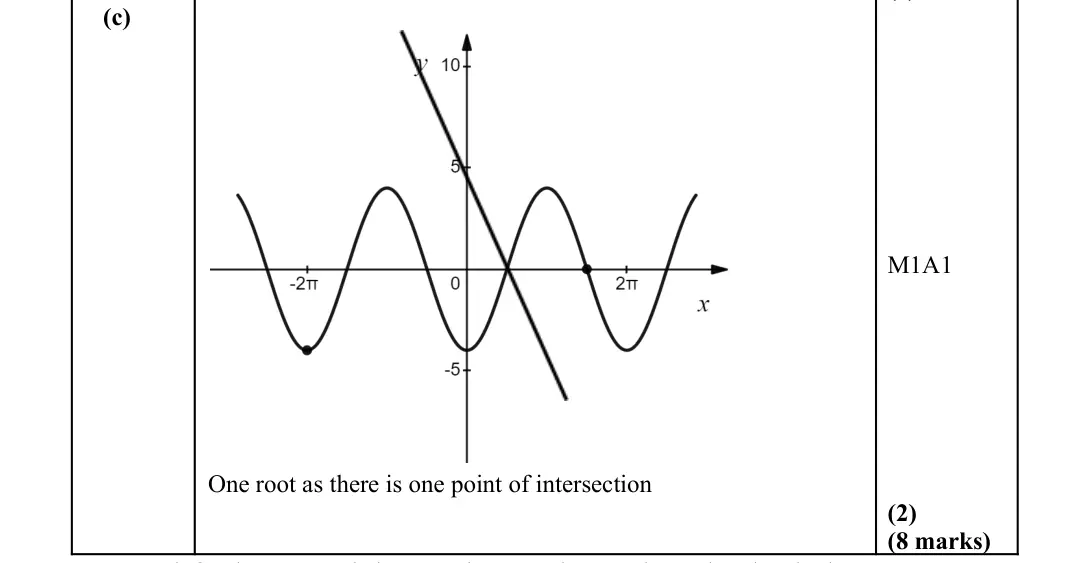 (c)
y
10
5
-2π
0
2π
x
-5
M1A1
One root as there is one point of intersection
(2)
(8 marks)